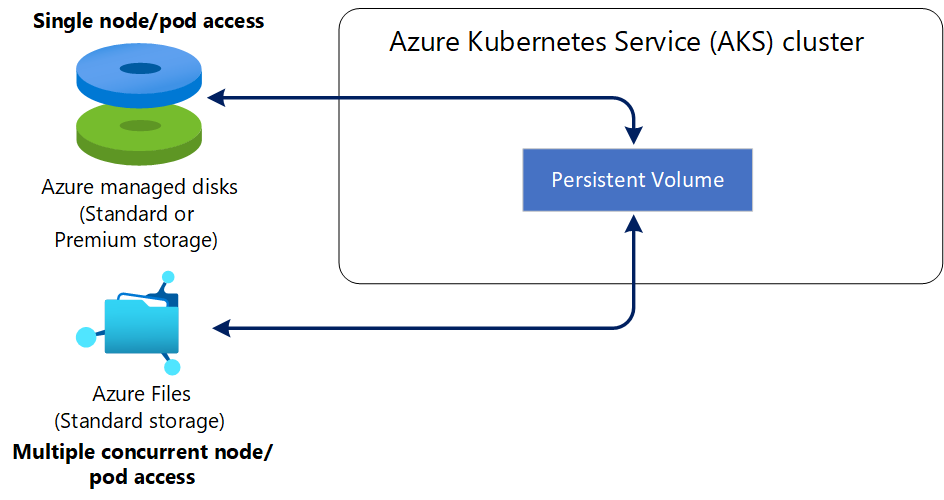 Single node/pod access
Azure Kubernetes Service (AKS) cluster
Persistent Volume
Azure managed disks
(Standard or
Premium storage)
Azure Files
(Standard storage)
Multiple concurrent node/
pod access